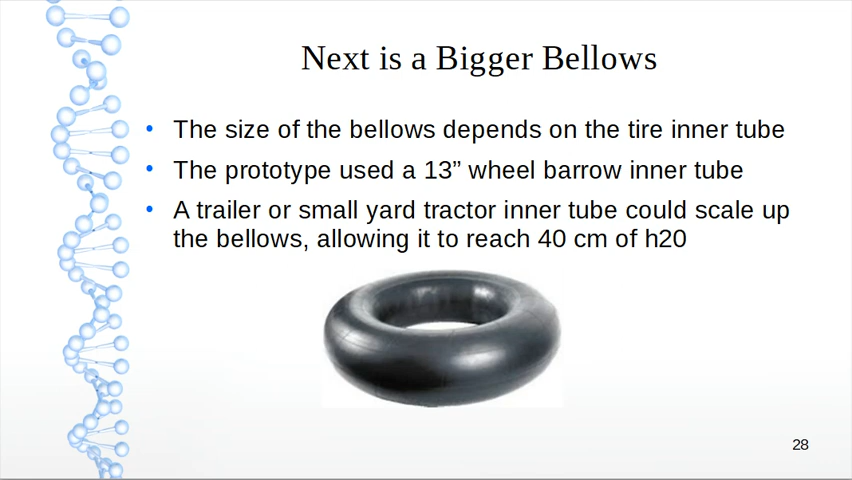 Next is a Bigger Bellows
• The size of the bellows depends on the tire inner tube
• The prototype used a 13” wheel barrow inner tube
• A trailer or small yard tractor inner tube could scale up
the bellows, allowing it to reach 40 cm of h20
28